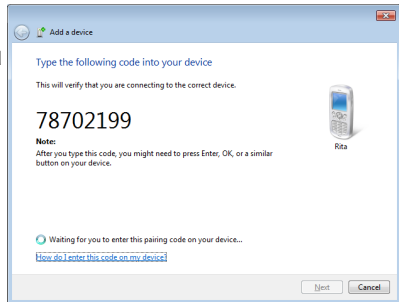 Add a device
Type the following code into your device
This will verify that you are connecting to the correct device.
78702199
Note:
After you type this code, you might need to press Enter, OK, or a similar
button on your device.
Rita
Waiting for you to enter this pairing code on your device...
How do I enter this code on my device?
Next
Cancel